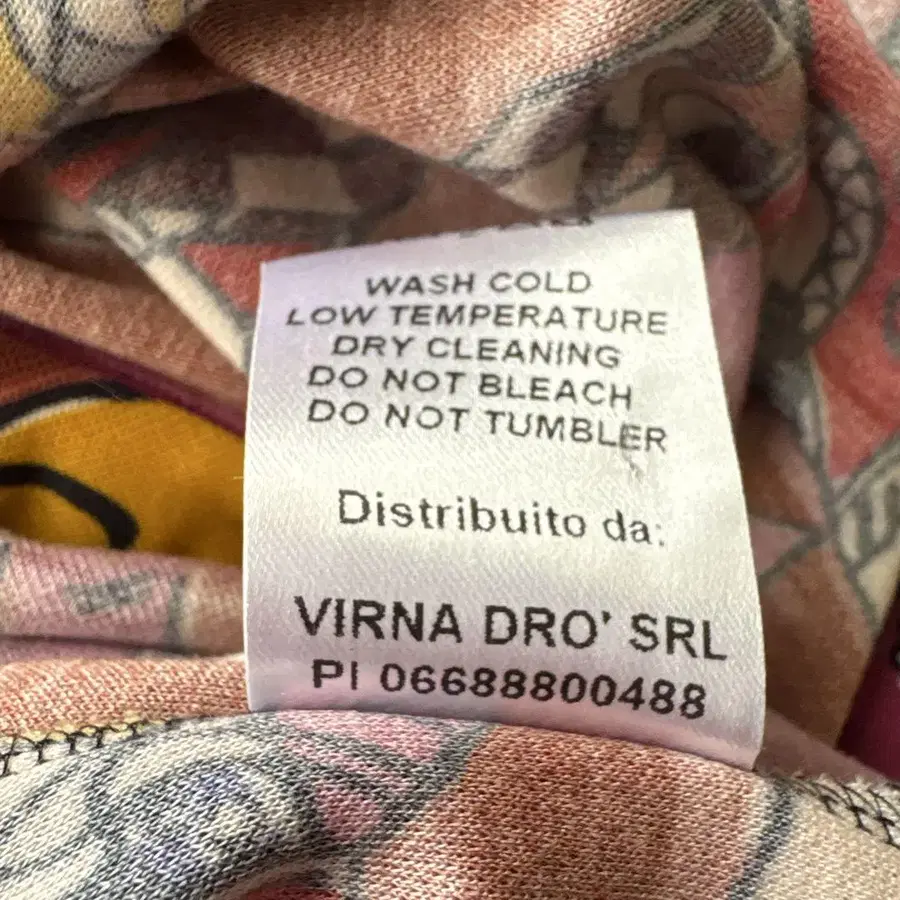 WASH COLD
LOW TEMPERATURE
DRY CLEANING
DO NOT BLEACH
DO NOT TUMBLER
Distribuito da:
VIRNA DRO' SRL
PI 06688800488